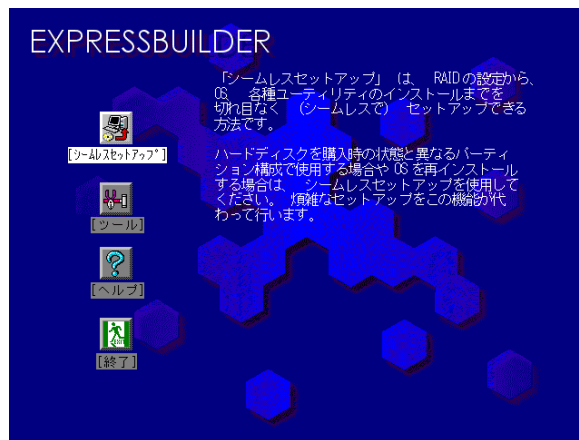 EXPRESSBUILDER
「シームレスセットアップ」 は、 RAIDの設定から、
OS、各種ユーティリティのインストールまでを
切れ目なく (シームレスで) セットアップできる
方法です。
ハードディスクを購入時の状態と異なるパーティ
ション構成で使用する場合や OSを再インストール
する場合は、 シームレスセットアップを使用して
ください。 煩雑なセットアップをこの機能が代
わって行います。
[シームレスセットアップ]
[ツール]
[ヘルプ]
[終了]